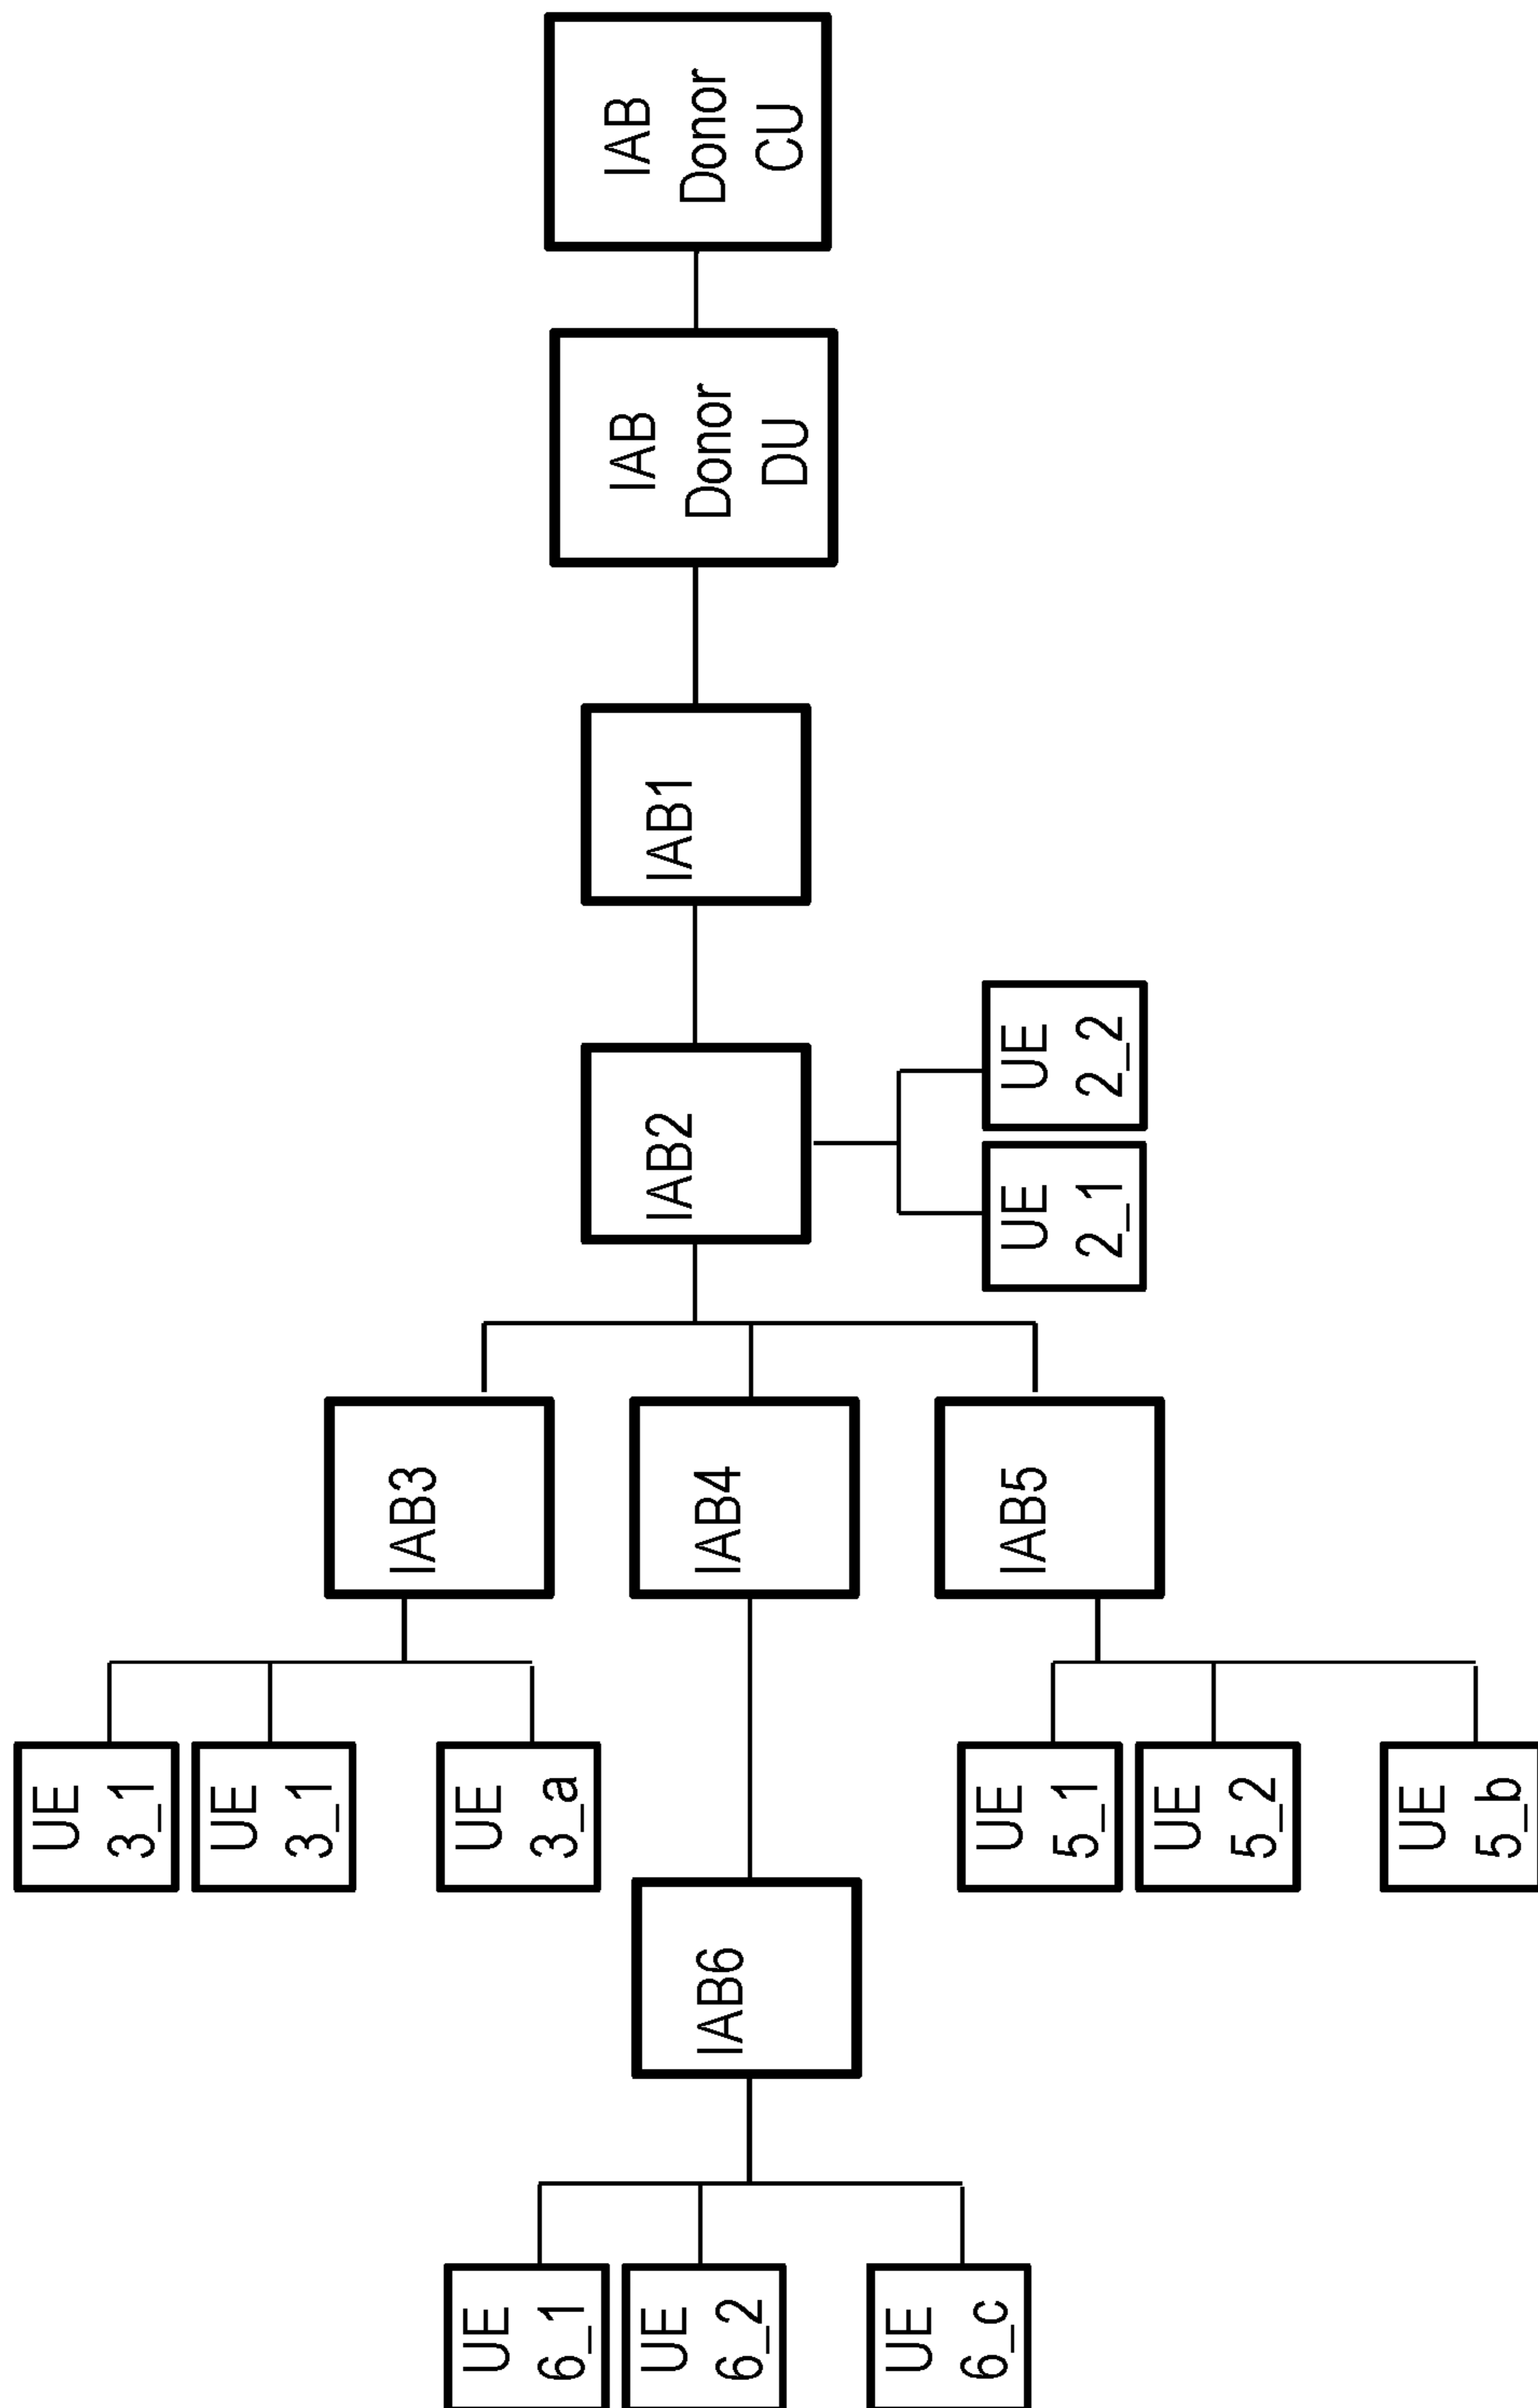 UE
3_1
UE
3_1
IAB3
UE
3_a
UE
6_1
UE
6_2
IAB6
IAB4
IAB2
IAB1
IAB
Donor
DU
IAB
Donor
CU
UE
6_c
UE
5_1
IAB5
UE
2_1
UE
2_2
UE
5_2
UE
5_b